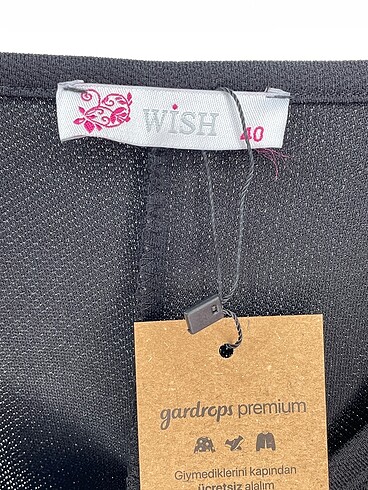 WiSH
40
gardrops premium
Giymediklerini kapından
ücretsiz alalım